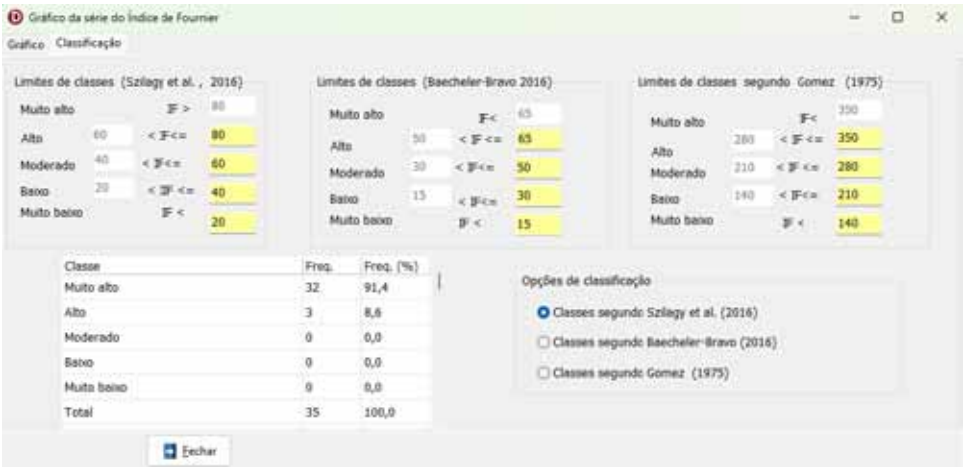 Gráfico da série do Índice de Fournier
Gráfico Classificação
Limites de classes (Szilagy et al. , 2016)
Muito alto IF > 80
Alto 60 < IF <= 80
Moderado 40 < IF <= 60
Baixo 20 < IF <= 40
Muito baixo IF < 20
Limites de classes (Baecheler-Bravo 2016)
Muito alto IF < 65
Alto 50 < IF <= 65
Moderado 30 < IF <= 50
Baixo 15 < IF <= 30
Muito baixo IF < 15
Limites de classes segundo Gomez (1975)
Muito alto IF < 350
Alto 280 < IF <= 350
Moderado 210 < IF <= 280
Baixo 140 < IF <= 210
Muito baixo IF < 140
Classe Freq. Freq. (%)
Muito alto 32 91,4
Alto 3 8,6
Moderado 0 0,0
Baixo 0 0,0
Muito baixo 0 0,0
Total 35 100,0
Opções de classificação
Classes segundo Szilagy et al. (2016)
Classes segundo Baecheler-Bravo (2016)
Classes segundo Gomez (1975)
Fechar